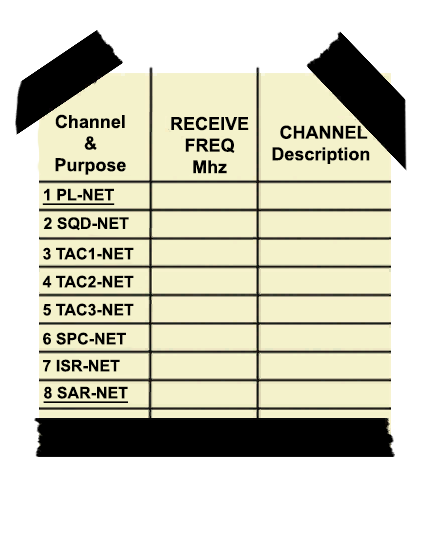 Channel
&
Purpose
RECEIVE
FREQ
Mhz
CHANNEL
Description
1 PL-NET
2 SQD-NET
3 TAC1-NET
4 TAC2-NET
5 TAC3-NET
6 SPC-NET
7 ISR-NET
8 SAR-NET